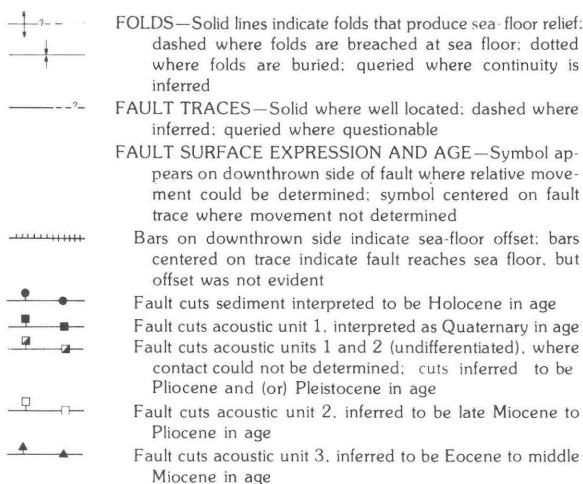 -?-
FOLDS—Solid lines indicate folds that produce sea-floor relief;
dashed where folds are breached at sea floor; dotted
where folds are buried; queried where continuity is
inferred
--?-
FAULT TRACES—Solid where well located; dashed where
inferred; queried where questionable
FAULT SURFACE EXPRESSION AND AGE—Symbol ap-
pears on downthrown side of fault where relative move-
ment could be determined; symbol centered on fault
trace where movement not determined
Bars on downthrown side indicate sea-floor offset; bars
centered on trace indicate fault reaches sea floor, but
offset was not evident
Fault cuts sediment interpreted to be Holocene in age
Fault cuts acoustic unit 1, interpreted as Quaternary in age
Fault cuts acoustic units 1 and 2 (undifferentiated), where
contact could not be determined; cuts inferred to be
Pliocene and (or) Pleistocene in age
Fault cuts acoustic unit 2, inferred to be late Miocene to
Pliocene in age
Fault cuts acoustic unit 3, inferred to be Eocene to middle
Miocene in age